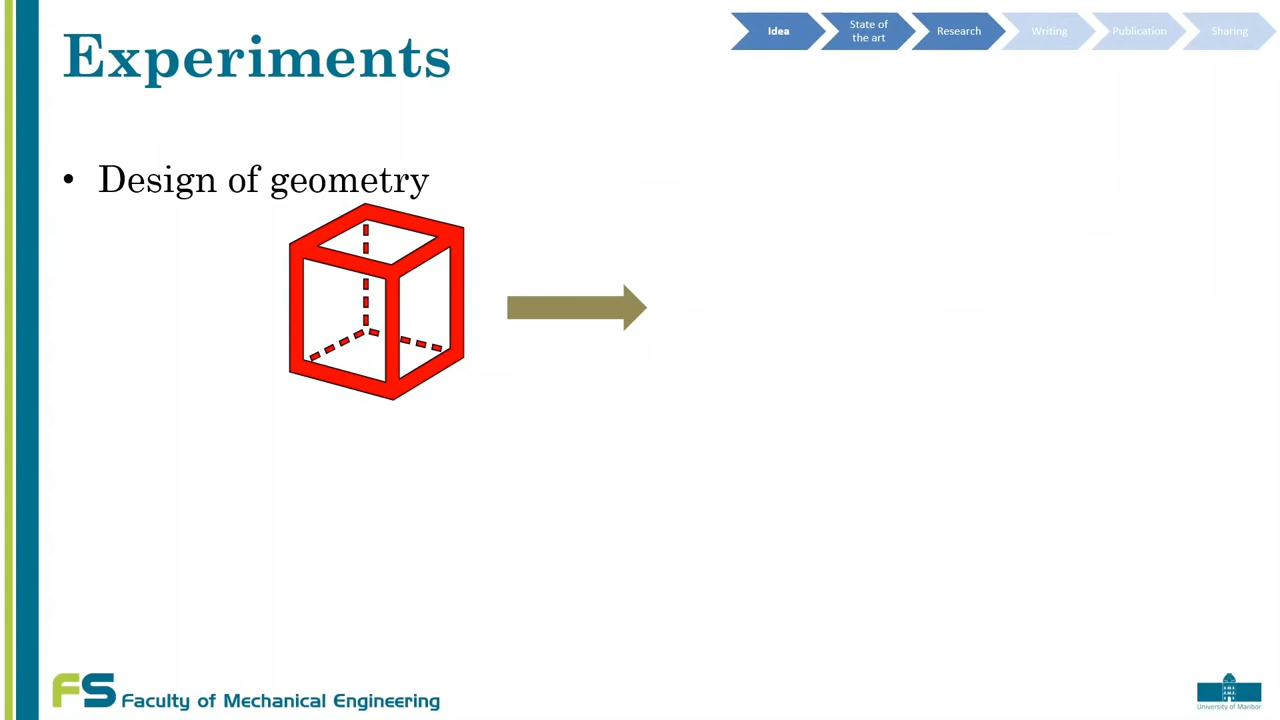 Experiments
Idea
State of
the art
Research
Writing
Publication
Sharing
• Design of geometry
FS Faculty of Mechanical Engineering
University of Maribor